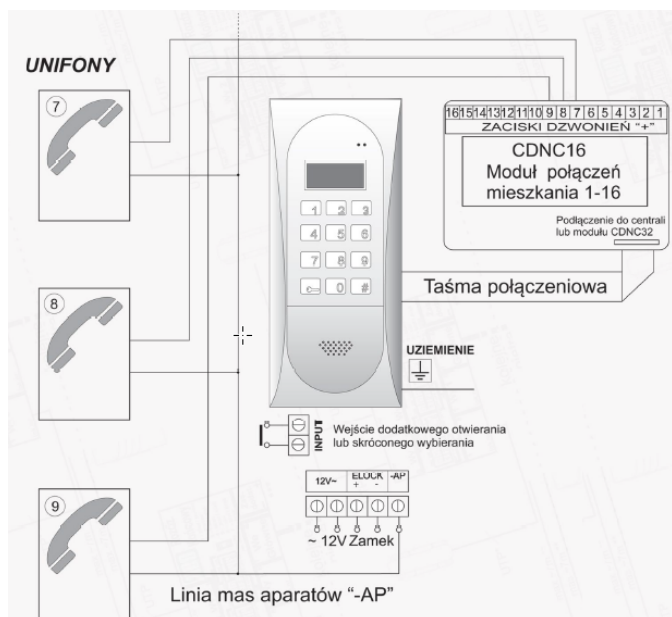 UNIFONY
7
8
9
16 15 14 13 12 11 10 9 8 7 6 5 4 3 2 1
ZACISKI DZWONIEŃ "+"
CDNC16
Moduł połączeń
mieszkania 1-16
Podłączenie do centrali
lub modułu CDNC32
1 2 3
4 5 6
7 8 9
0 #
Taśma połączeniowa
UZIEMIENIE
INPUT
Wejście dodatkowego otwierania
lub skróconego wybierania
12V~ ELOCK -AP
+ -
~ 12V Zamek
Linia mas aparatów “-AP”